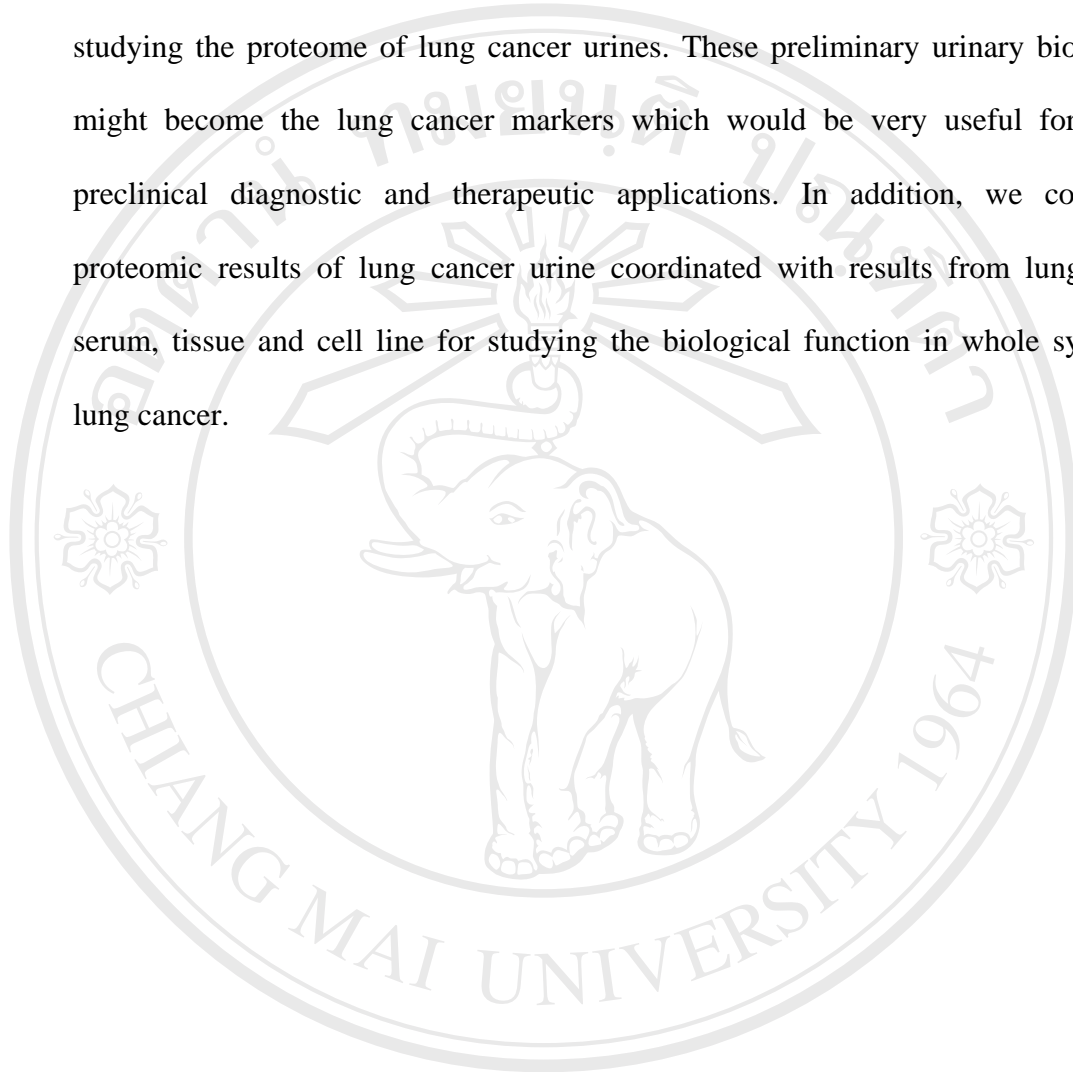 studying the proteome of lung cancer urines. These preliminary urinary bio
might become the lung cancer markers which would be very useful for
preclinical diagnostic and therapeutic applications. In addition, we co
proteomic results of lung cancer urine coordinated with results from lung
serum, tissue and cell line for studying the biological function in whole sy
lung cancer.
CHIANG MAI UNIVERSITY 1964